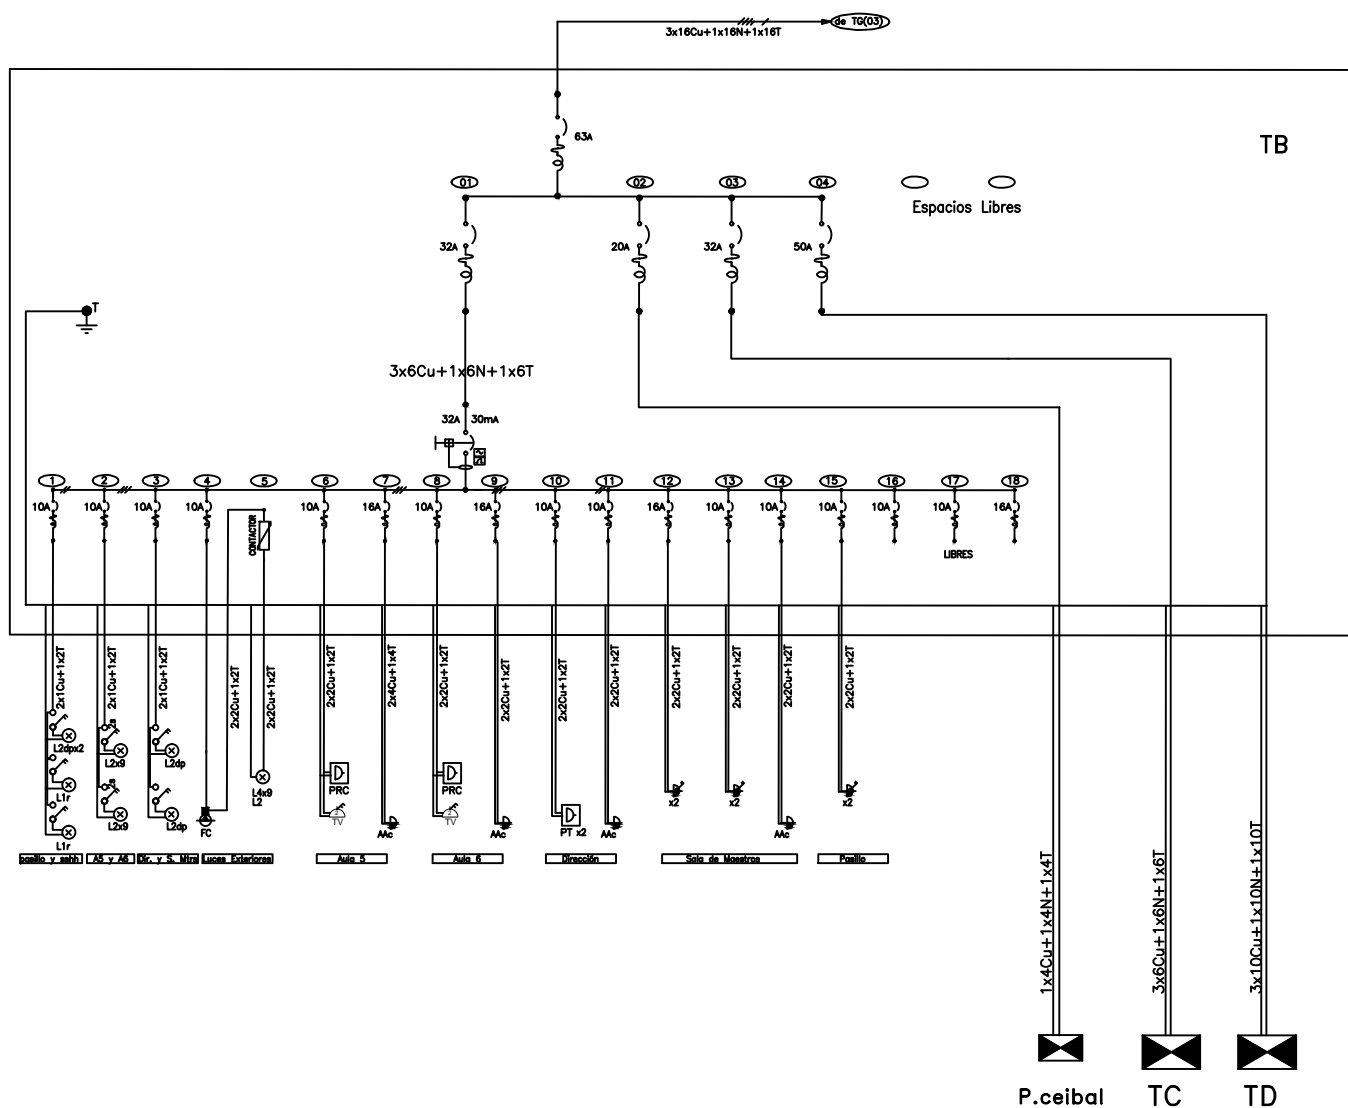 de TG(03)
3x16Cu+1x16N+1x16T
63A
TB
01 02 03 04
Espacios Libres
32A 20A 32A 50A
T
3x6Cu+1x6N+1x6T
32A 30mA
1 2 3 4 5 6 7 8 9 10 11 12 13 14 15 16 17 18
10A 10A 10A 10A 10A 16A 10A 16A 10A 10A 16A 10A 10A 10A 10A 10A 16A
CONTACTOR
LIBRES
2x1Cu+1x2T
2x1Cu+1x2T
2x1Cu+1x2T
2x2Cu+1x2T
2x2Cu+1x2T
2x2Cu+1x2T
2x4Cu+1x4T
2x2Cu+1x2T
2x2Cu+1x2T
2x2Cu+1x2T
2x2Cu+1x2T
2x2Cu+1x2T
2x2Cu+1x2T
2x2Cu+1x2T
2x2Cu+1x2T
L2dpx2 L2x9 L2dp
L1r
L1r
L2x9 L2dp
FC
L4x9
L2
PRC PRC
TV TV
AAc AAc
PT x2
AAc
x2 x2
AAc
x2
pasillo y sshh A5 y A6 Dir. y S. Mtrs Luces Exteriores Aula 5 Aula 6 Dirección Sala de Maestros Pasillo
1x4Cu+1x4N+1x4T
3x6Cu+1x6N+1x6T
3x10Cu+1x10N+1x10T
P.ceibal TC TD